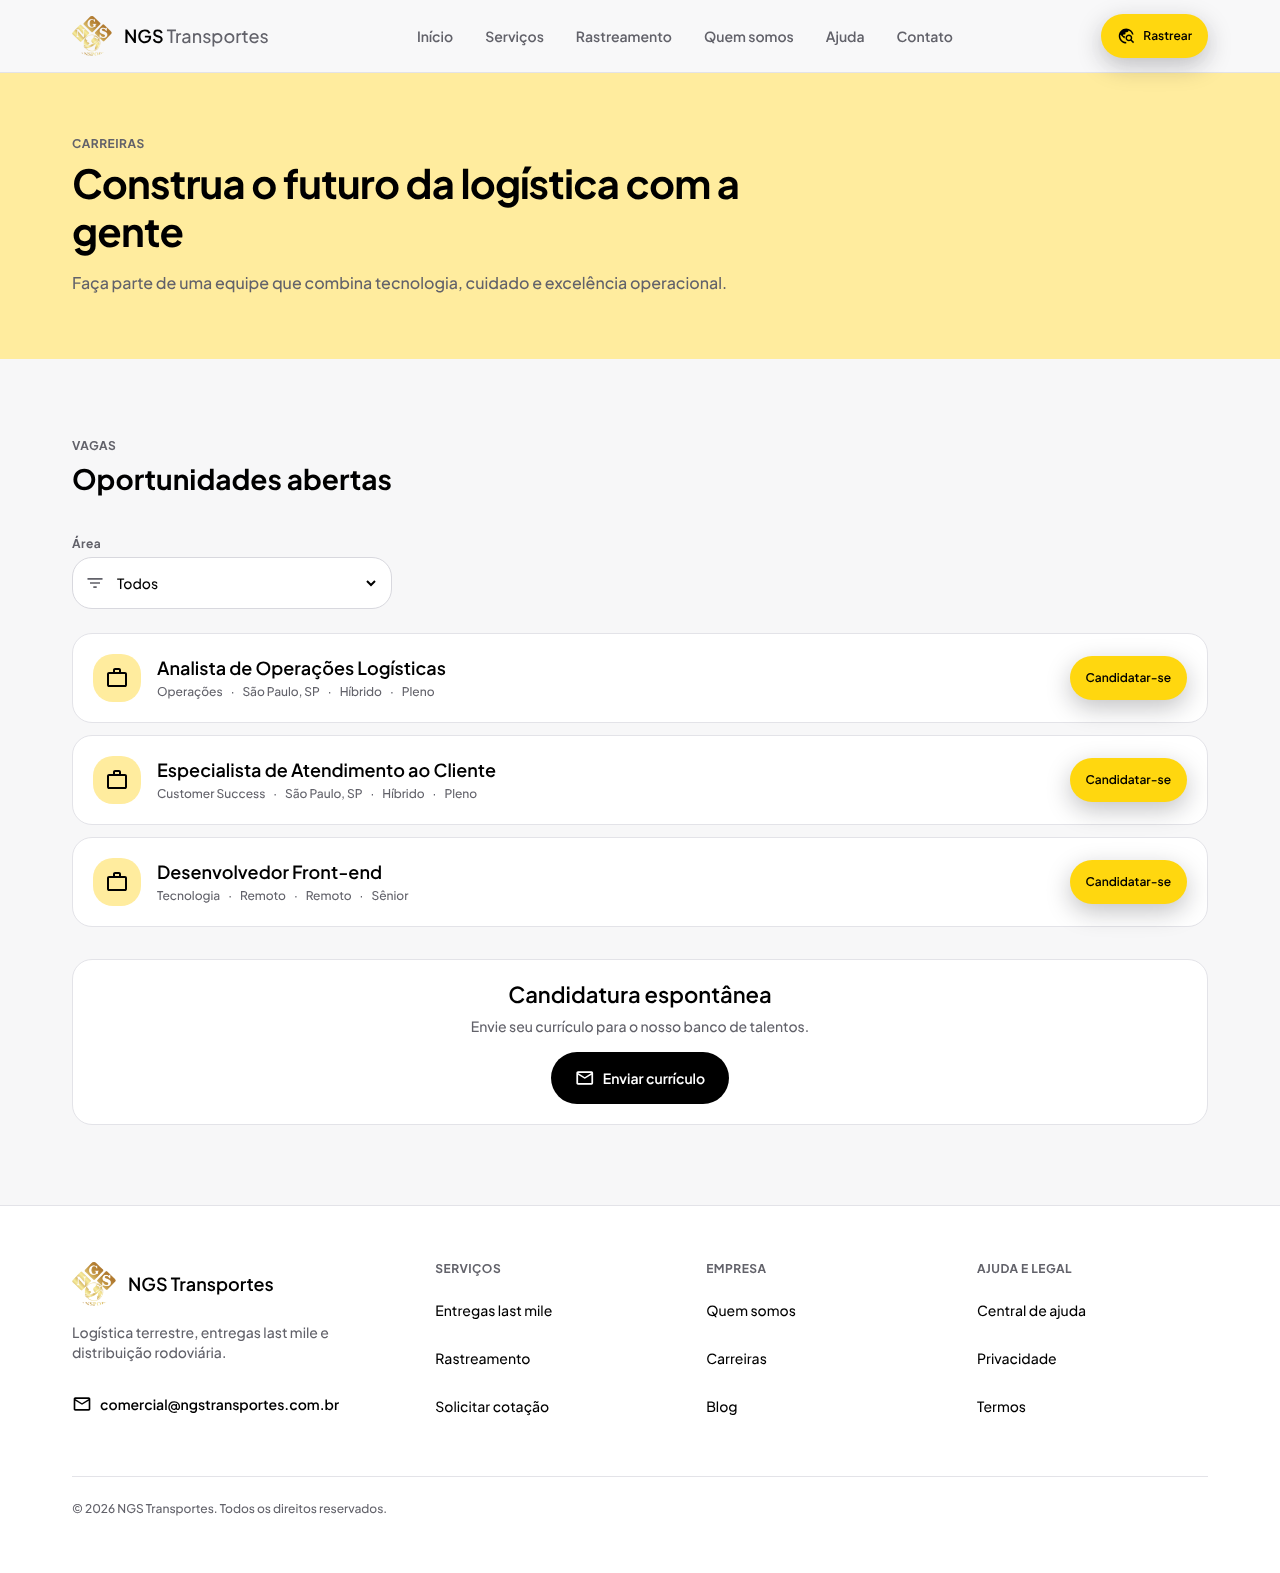 NGS Transportes
Início
Serviços
Rastreamento
Quem somos
Ajuda
Contato
Rastrear
CARREIRAS
Construa o futuro da logística com a
gente
Faça parte de uma equipe que combina tecnologia, cuidado e excelência operacional.
VAGAS
Oportunidades abertas
Área
Todos
Analista de Operações Logísticas
Operações · São Paulo, SP · Híbrido · Pleno
Candidatar-se
Especialista de Atendimento ao Cliente
Customer Success · São Paulo, SP · Híbrido · Pleno
Candidatar-se
Desenvolvedor Front-end
Tecnologia · Remoto · Remoto · Sênior
Candidatar-se
Candidatura espontânea
Envie seu currículo para o nosso banco de talentos.
Enviar currículo
NGS Transportes
Logística terrestre, entregas last mile e
distribuição rodoviária.
comercial@ngstransportes.com.br
SERVIÇOS
Entregas last mile
Rastreamento
Solicitar cotação
EMPRESA
Quem somos
Carreiras
Blog
AJUDA E LEGAL
Central de ajuda
Privacidade
Termos
© 2026 NGS Transportes. Todos os direitos reservados.